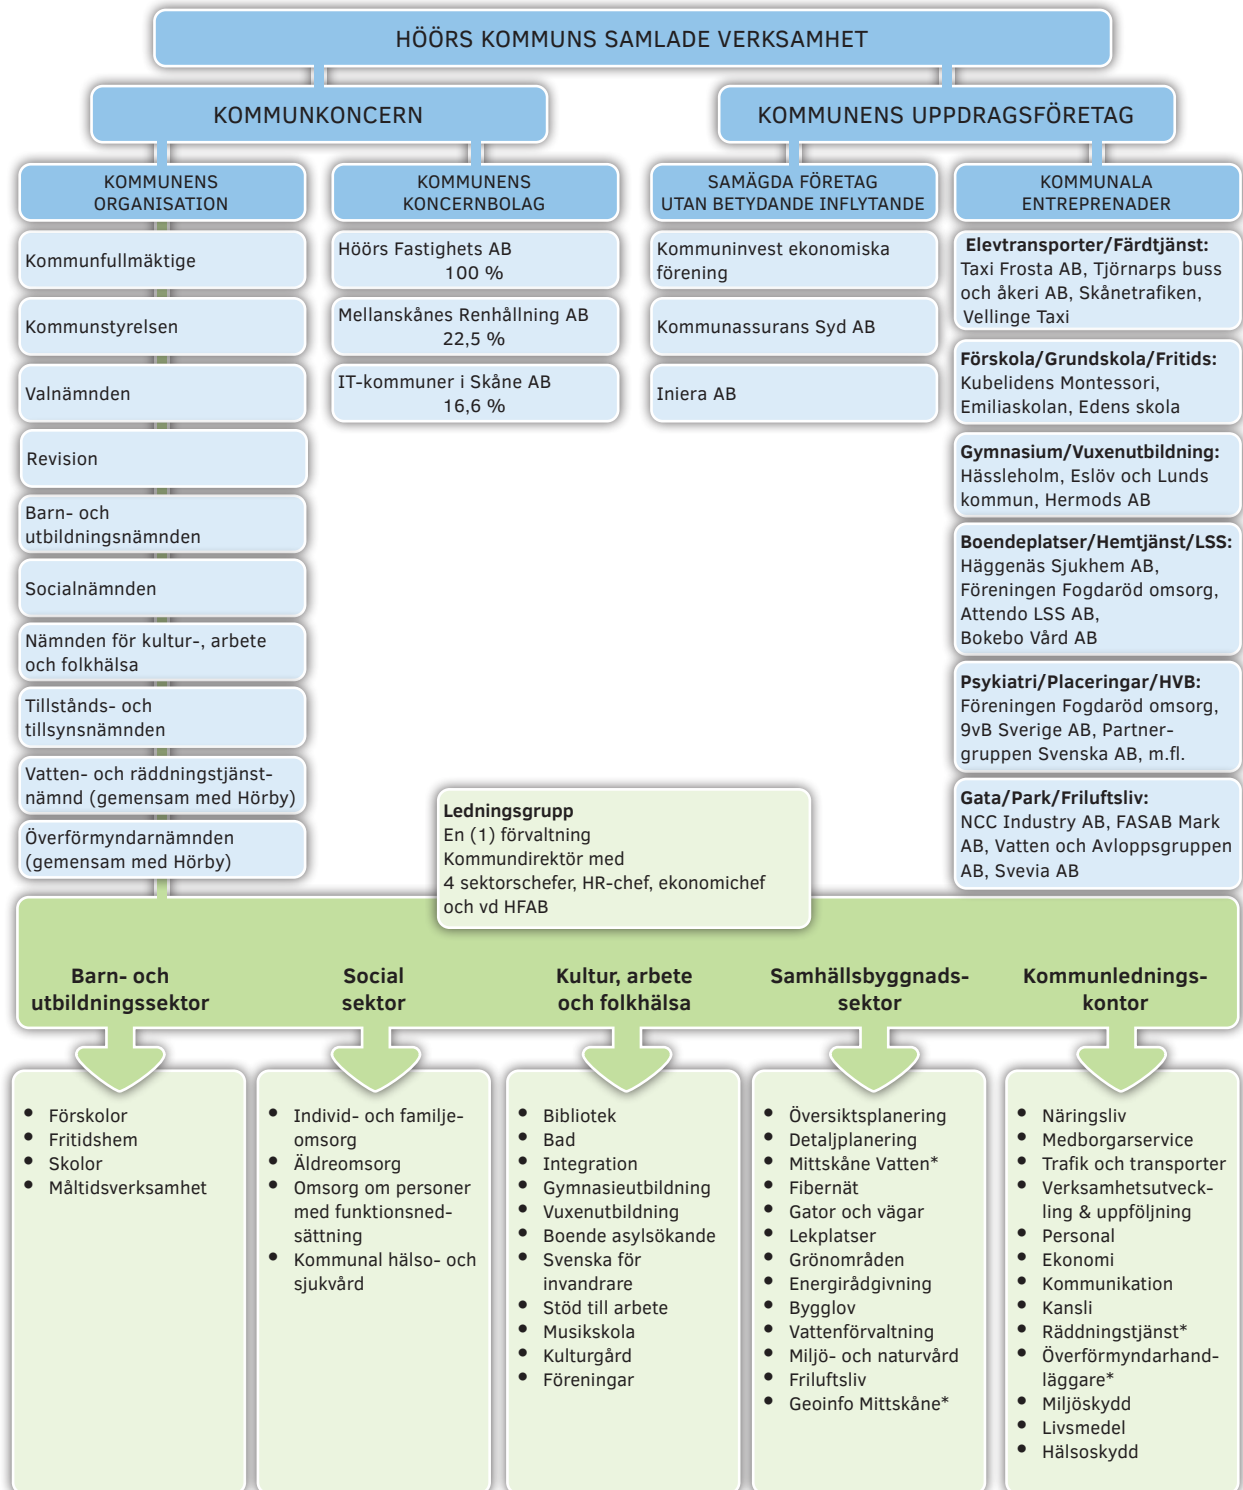 HÖÖRS KOMMUNS SAMLADE VERKSAMHET
KOMMUNKONCERN
KOMMUNENS UPPDRAGSFÖRETAG
KOMMUNENS
ORGANISATION
Kommunfullmäktige
Kommunstyrelsen
Valnämnden
Revision
Barn- och
utbildningsnämnden
Socialnämnden
Nämnden för kultur-, arbete
och folkhälsa
Tillstånds- och
tillsynsnämnden
Vatten- och räddningstjänst-
nämnd (gemensam med Hörby)
Överförmyndarnämnden
(gemensam med Hörby)
KOMMUNENS
KONCERNBOLAG
Höörs Fastighets AB
100 %
Mellanskånes Renhållning AB
22,5 %
IT-kommuner i Skåne AB
16,6 %
SAMÄGDA FÖRETAG
UTAN BETYDANDE INFLYTANDE
Kommuninvest ekonomiska
förening
Kommunassurans Syd AB
Iniera AB
KOMMUNALA
ENTREPRENADER
Elevtransporter/Färdtjänst:
Taxi Frosta AB, Tjörnarps buss
och åkeri AB, Skånetrafiken,
Vellinge Taxi
Förskola/Grundskola/Fritids:
Kubelidens Montessori,
Emiliaskolan, Edens skola
Gymnasium/Vuxenutbildning:
Hässleholm, Eslöv och Lunds
kommun, Hermods AB
Boendeplatser/Hemtjänst/LSS:
Häggenäs Sjukhem AB,
Föreningen Fogdaröd omsorg,
Attendo LSS AB,
Bokebo Vård AB
Psykiatri/Placeringar/HVB:
Föreningen Fogdaröd omsorg,
9vB Sverige AB, Partner-
gruppen Svenska AB, m.fl.
Gata/Park/Friluftsliv:
NCC Industry AB, FASAB Mark
AB, Vatten och Avloppsgruppen
AB, Svevia AB
Ledningsgrupp
En (1) förvaltning
Kommundirektör med
4 sektorschefer, HR-chef, ekonomichef
och vd HFAB
Barn- och
utbildningssektor
Social
sektor
Kultur, arbete
och folkhälsa
Samhällsbyggnads-
sektor
Kommunlednings-
kontor
• Förskolor
• Fritidshem
• Skolor
• Måltidsverksamhet
• Individ- och familje-
omsorg
• Äldreomsorg
• Omsorg om personer
med funktionsned-
sättning
• Kommunal hälso- och
sjukvård
• Bibliotek
• Bad
• Integration
• Gymnasieutbildning
• Vuxenutbildning
• Boende asylsökande
• Svenska för
invandrare
• Stöd till arbete
• Musikskola
• Kulturgård
• Föreningar
• Översiktsplanering
• Detaljplanering
• Mittskåne Vatten*
• Fibernät
• Gator och vägar
• Lekplatser
• Grönområden
• Energirådgivning
• Bygglov
• Vattenförvaltning
• Miljö- och naturvård
• Friluftsliv
• Geoinfo Mittskåne*
• Näringsliv
• Medborgarservice
• Trafik och transporter
• Verksamhetsutveck-
ling & uppföljning
• Personal
• Ekonomi
• Kommunikation
• Kansli
• Räddningstjänst*
• Överförmyndarhand-
läggare*
• Miljöskydd
• Livsmedel
• Hälsoskydd